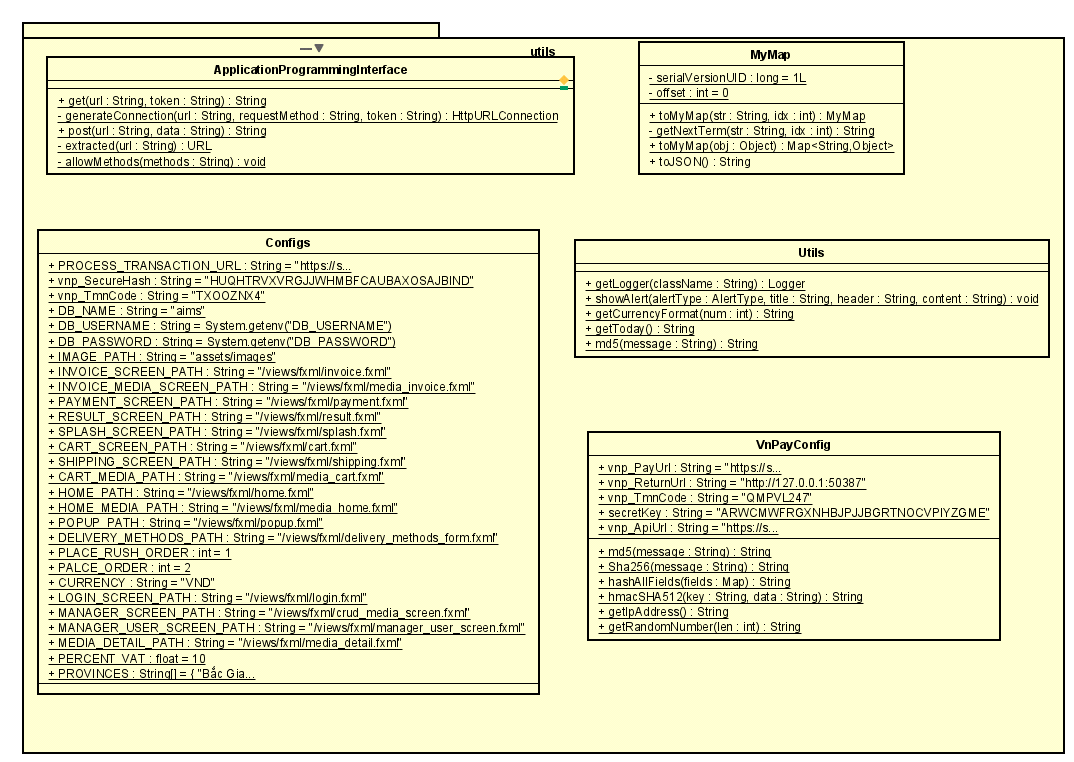 utils
ApplicationProgrammingInterface
+ get(url : String, token : String) : String
- generateConnection(url : String, requestMethod : String, token : String) : HttpURLConnection
+ post(url : String, data : String) : String
- extracted(url : String) : URL
- allowMethods(methods : String) : void
MyMap
- serialVersionUID : long = 1L
- offset : int = 0
+ toMyMap(str : String, idx : int) : MyMap
- getNextTerm(str : String, idx : int) : String
+ toMyMap(obj : Object) : Map<String,Object>
+ toJSON() : String
Configs
+ PROCESS_TRANSACTION_URL : String = "https://s...
+ vnp_SecureHash : String = "HUQHTRVXVRGJJWHMBFCAUBAXOSAJBIND"
+ vnp_TmnCode : String = "TXOOZNX4"
+ DB_NAME : String = "aims"
+ DB_USERNAME : String = System.getenv("DB_USERNAME")
+ DB_PASSWORD : String = System.getenv("DB_PASSWORD")
+ IMAGE_PATH : String = "assets/images"
+ INVOICE_SCREEN_PATH : String = "/views/fxml/invoice.fxml"
+ INVOICE_MEDIA_SCREEN_PATH : String = "/views/fxml/media_invoice.fxml"
+ PAYMENT_SCREEN_PATH : String = "/views/fxml/payment.fxml"
+ RESULT_SCREEN_PATH : String = "/views/fxml/result.fxml"
+ SPLASH_SCREEN_PATH : String = "/views/fxml/splash.fxml"
+ CART_SCREEN_PATH : String = "/views/fxml/cart.fxml"
+ SHIPPING_SCREEN_PATH : String = "/views/fxml/shipping.fxml"
+ CART_MEDIA_PATH : String = "/views/fxml/media_cart.fxml"
+ HOME_PATH : String = "/views/fxml/home.fxml"
+ HOME_MEDIA_PATH : String = "/views/fxml/media_home.fxml"
+ POPUP_PATH : String = "/views/fxml/popup.fxml"
+ DELIVERY_METHODS_PATH : String = "/views/fxml/delivery_methods_form.fxml"
+ PLACE_RUSH_ORDER : int = 1
+ PALCE_ORDER : int = 2
+ CURRENCY : String = "VND"
+ LOGIN_SCREEN_PATH : String = "/views/fxml/login.fxml"
+ MANAGER_SCREEN_PATH : String = "/views/fxml/crud_media_screen.fxml"
+ MANAGER_USER_SCREEN_PATH : String = "/views/fxml/manager_user_screen.fxml"
+ MEDIA_DETAIL_PATH : String = "/views/fxml/media_detail.fxml"
+ PERCENT_VAT : float = 10
+ PROVINCES : String[] = { "Bắc Gia...
Utils
+ getLogger(className : String) : Logger
+ showAlert(alertType : AlertType, title : String, header : String, content : String) : void
+ getCurrencyFormat(num : int) : String
+ getToday() : String
+ md5(message : String) : String
VnPayConfig
+ vnp_PayUrl : String = "https://s...
+ vnp_ReturnUrl : String = "http://127.0.0.1:50387"
+ vnp_TmnCode : String = "QMPVL247"
+ secretKey : String = "ARWCMWFRGXNHBJPJJBGRTNOCVPIYZGME"
+ vnp_ApiUrl : String = "https://s...
+ md5(message : String) : String
+ Sha256(message : String) : String
+ hashAllFields(fields : Map) : String
+ hmacSHA512(key : String, data : String) : String
+ getIpAddress() : String
+ getRandomNumber(len : int) : String